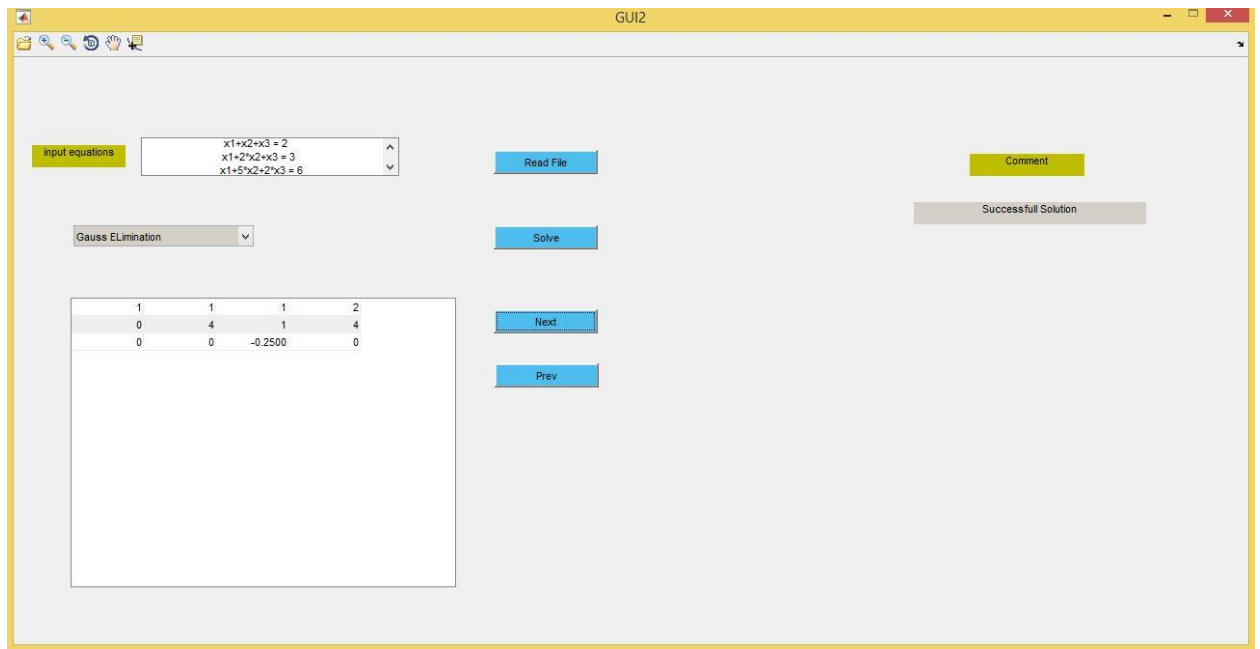 GUI2
input equations
x1+x2+x3 = 2
x1+2*x2+x3 = 3
x1+5*x2+2*x3 = 6
Read File
Comment
Successfull Solution
Gauss ELimination
Solve
1 1 1 2
0 4 1 4
0 0 -0.2500 0
Next
Prev